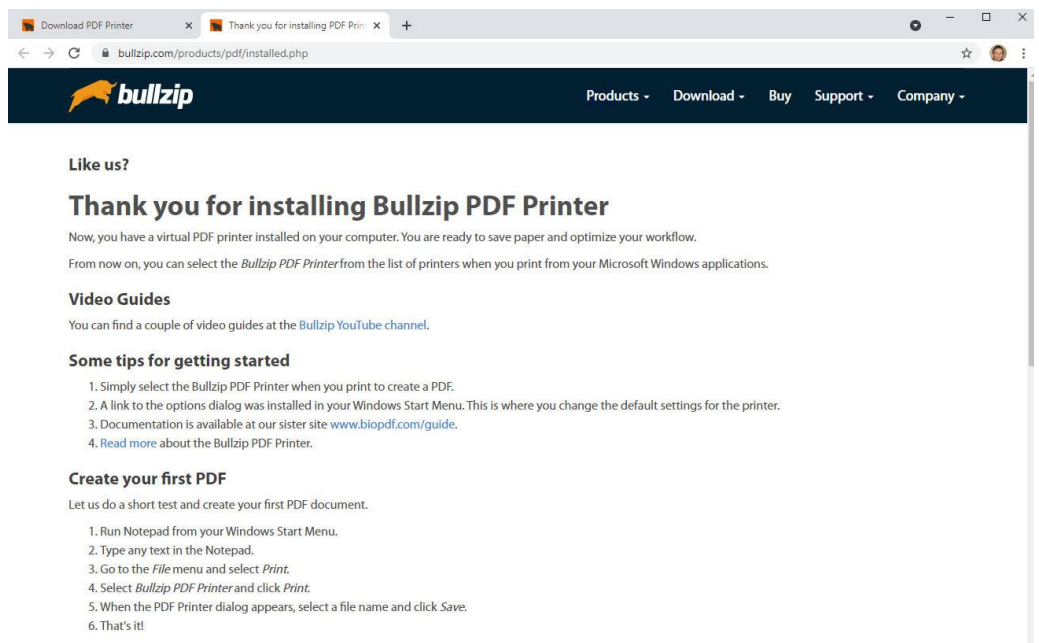 Download PDF Printer
Thank you for installing PDF Prin
bullzip.com/products/pdf/installed.php
bullzip
Products
Download
Buy
Support
Company
Like us?
Thank you for installing Bullzip PDF Printer
Now, you have a virtual PDF printer installed on your computer. You are ready to save paper and optimize your workflow.
From now on, you can select the Bullzip PDF Printer from the list of printers when you print from your Microsoft Windows applications.
Video Guides
You can find a couple of video guides at the Bullzip YouTube channel.
Some tips for getting started
1. Simply select the Bullzip PDF Printer when you print to create a PDF.
2. A link to the options dialog was installed in your Windows Start Menu. This is where you change the default settings for the printer.
3. Documentation is available at our sister site www.biopdf.com/guide.
4. Read more about the Bullzip PDF Printer.
Create your first PDF
Let us do a short test and create your first PDF document.
1. Run Notepad from your Windows Start Menu.
2. Type any text in the Notepad.
3. Go to the File menu and select Print.
4. Select Bullzip PDF Printer and click Print.
5. When the PDF Printer dialog appears, select a file name and click Save.
6. That's it!